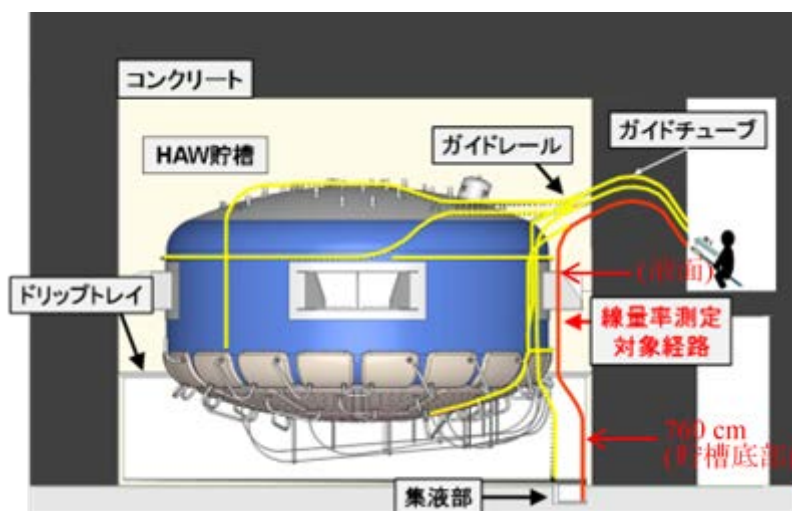 コンクリート
HAW貯槽
ガイドレール
ガイドチューブ
ドリップトレイ
線量率測定
対象経路
760 cm
(貯槽底部)
集液部